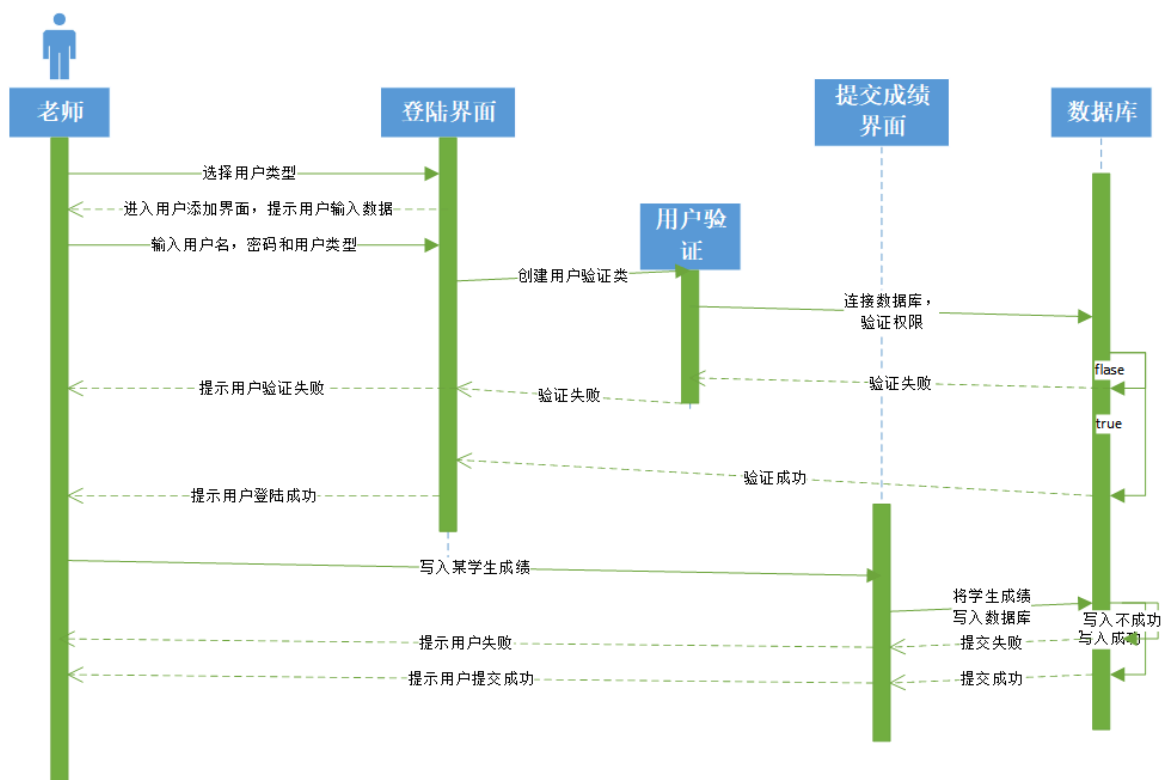 老师
登陆界面
提交成绩
界面
数据库
选择用户类型
进入用户添加界面，提示用户输入数据
用户验
证
输入用户名，密码和用户类型
创建用户验证类
连接数据库，
验证权限
flase
提示用户验证失败
验证失败
验证失败
true
验证成功
提示用户登陆成功
写入某学生成绩
将学生成绩
写入数据库
写入不成功
写入成功
提示用户失败
提交失败
提示用户提交成功
提交成功